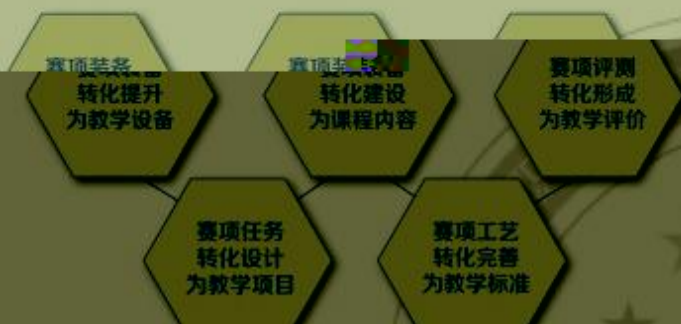 赛项装备
转化提升
为教学设备
赛项装备
转化建设
为课程内容
赛项评测
转化形成
为教学评价
赛项任务
转化设计
为教学项目
赛项工艺
转化完善
为教学标准